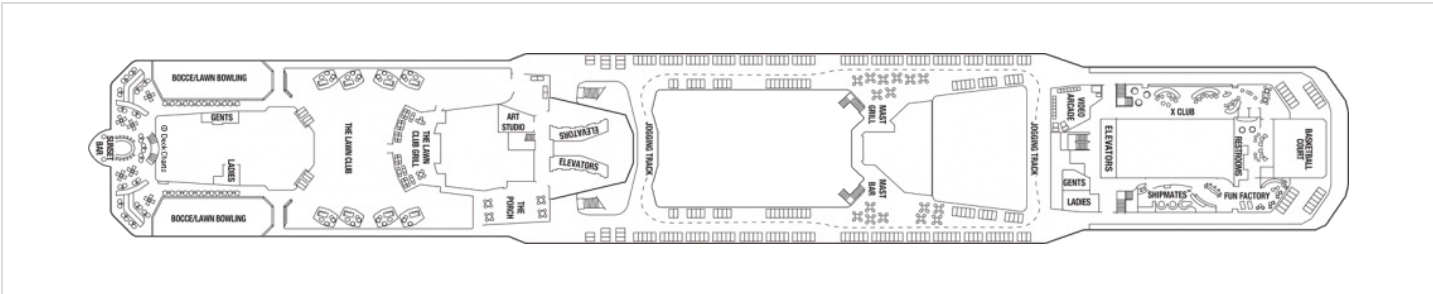 BOCCE/LAWN BOWLING
GENTS
SUNSET
BAR
© Deck Charts
LADIES
BOCCE/LAWN BOWLING
THE LAWN CLUB
THE LAWN
CLUB GRILL
ART
STUDIO
ELEVATORS
ELEVATORS
THE
PORCH
JOGGING TRACK
MAST
GRILL
MAST
BAR
JOGGING TRACK
VIDEO
ARCADE
ELEVATORS
GENTS
LADIES
X CLUB
RESTROOMS
SHIPMATES
FUN FACTORY
BASKETBALL
COURT